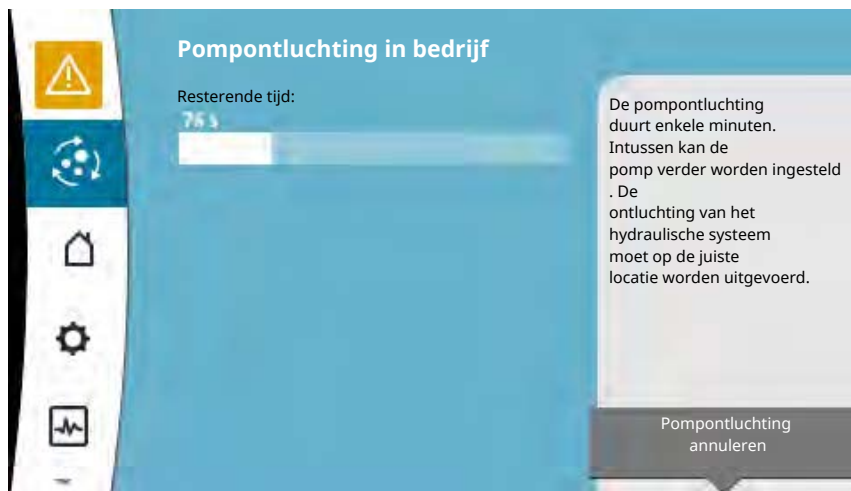 Pompontluchting in bedrijf
Resterende tijd:
76 s
De pompontluchting
duurt enkele minuten.
Intussen kan de
pomp verder worden ingesteld
. De
ontluchting van het
hydraulische systeem
moet op de juiste
locatie worden uitgevoerd.
Pompontluchting
annuleren